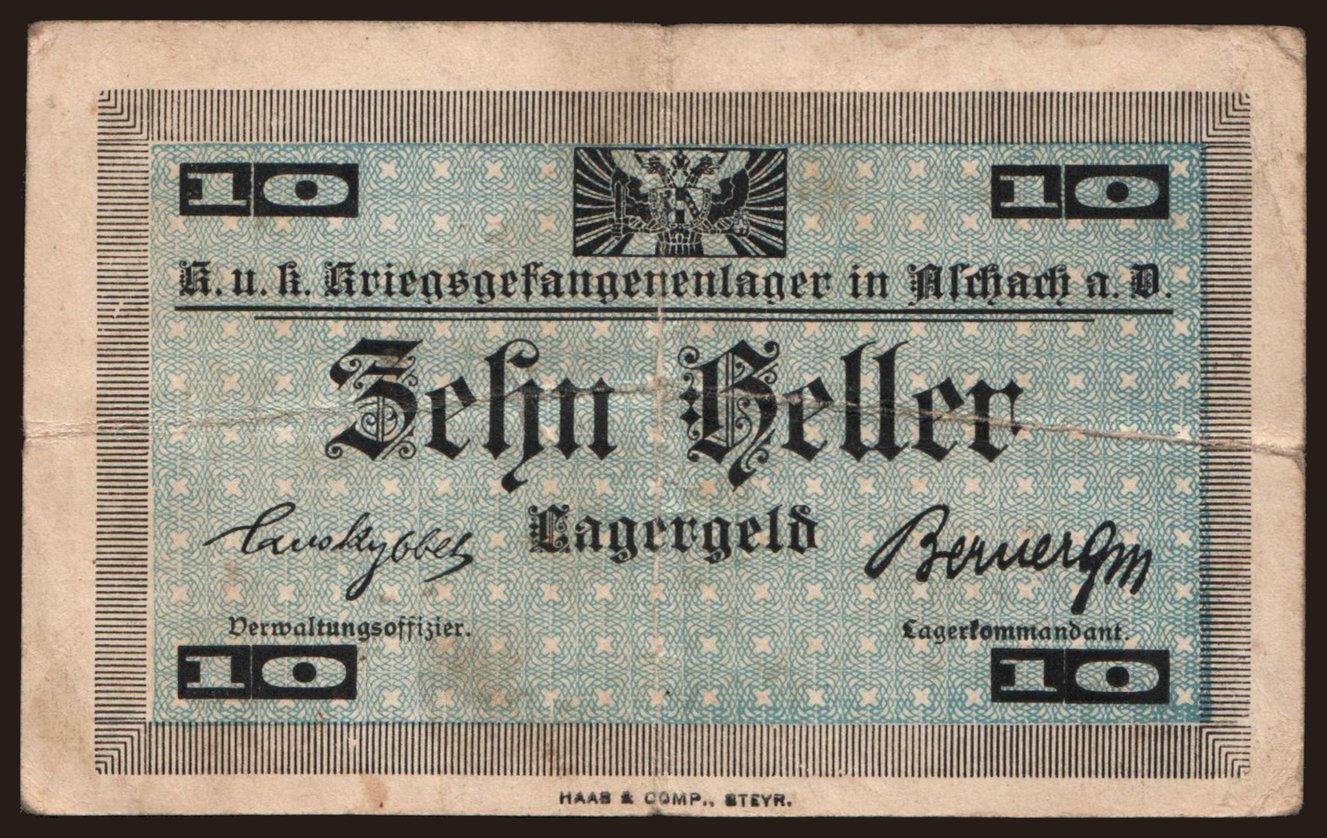 10 10
K. u. k. Kriegsgefangenenlager in Aschach a. D.
Zehn Heller
Lagergeld
Verwaltungsoffizier. Lagerkommandant.
10 10
HAAS & COMP., STEYR.